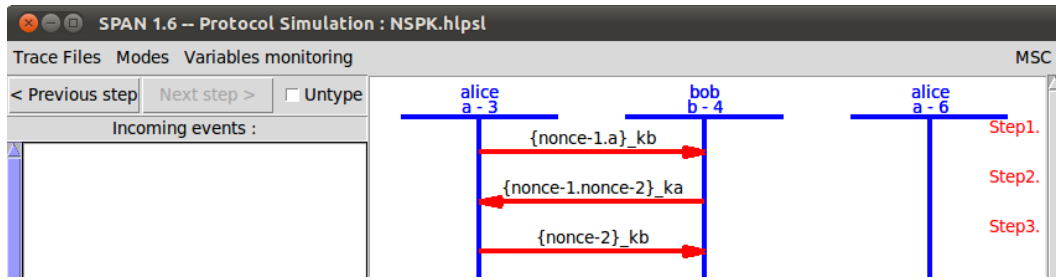 SPAN 1.6 -- Protocol Simulation : NSPK.hlpsl
Trace Files Modes Variables monitoring MSC
< Previous step Next step > Untype
Incoming events :
alice bob alice
a - 3 b - 4 a - 6
Step1.
{nonce-1.a}_kb
Step2.
{nonce-1.nonce-2}_ka
Step3.
{nonce-2}_kb